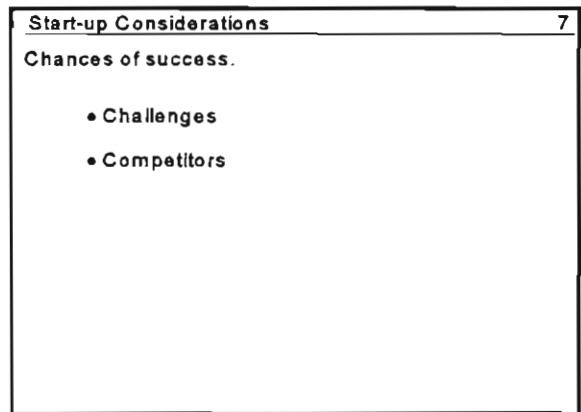 Start-up Considerations 7
Chances of success.
• Challenges
• Competitors